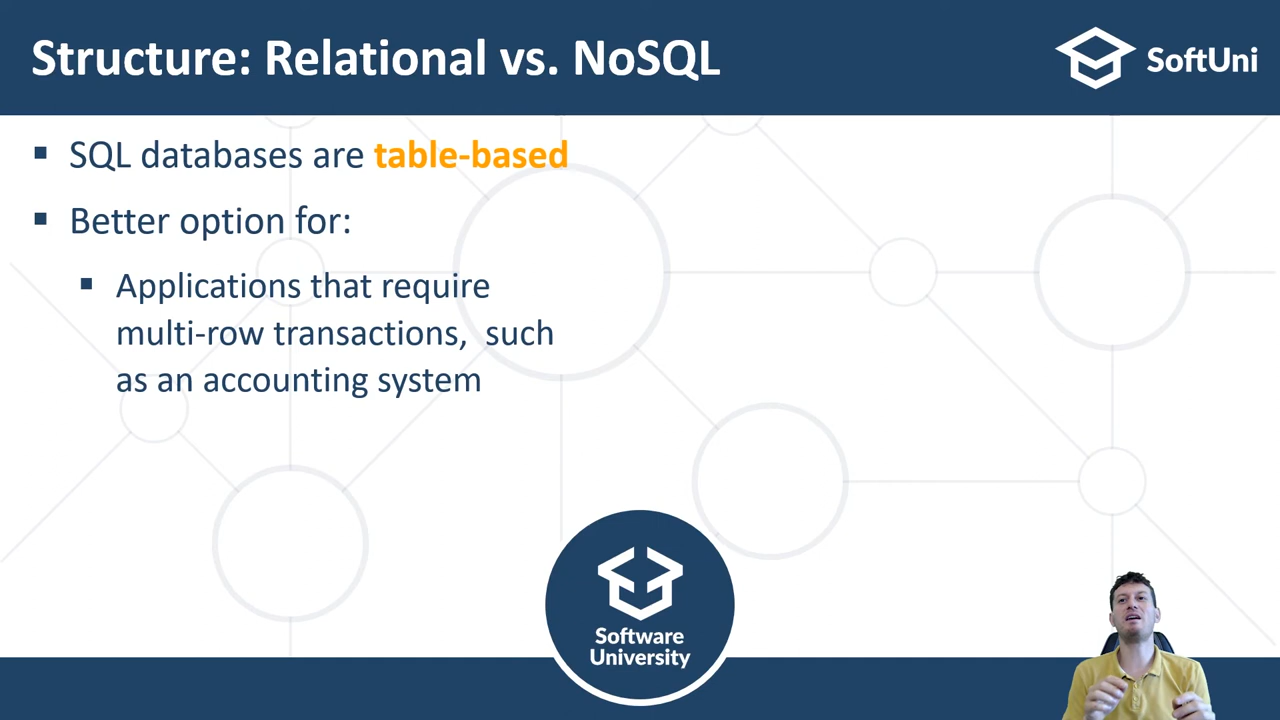 Structure: Relational vs. NoSQL
SoftUni
▪ SQL databases are table-based
▪ Better option for:
▪ Applications that require
multi-row transactions, such
as an accounting system
Software
University